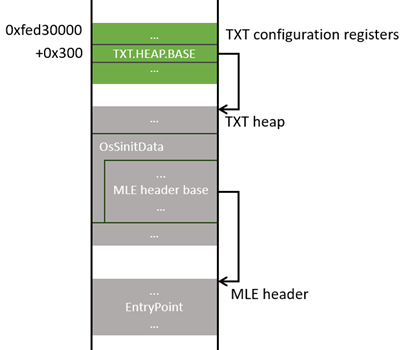 0xfed30000
...
TXT configuration registers
+0x300
TXT.HEAP.BASE
...
...
TXT heap
OsSinitData
...
MLE header base
...
...
MLE header
...
EntryPoint
...